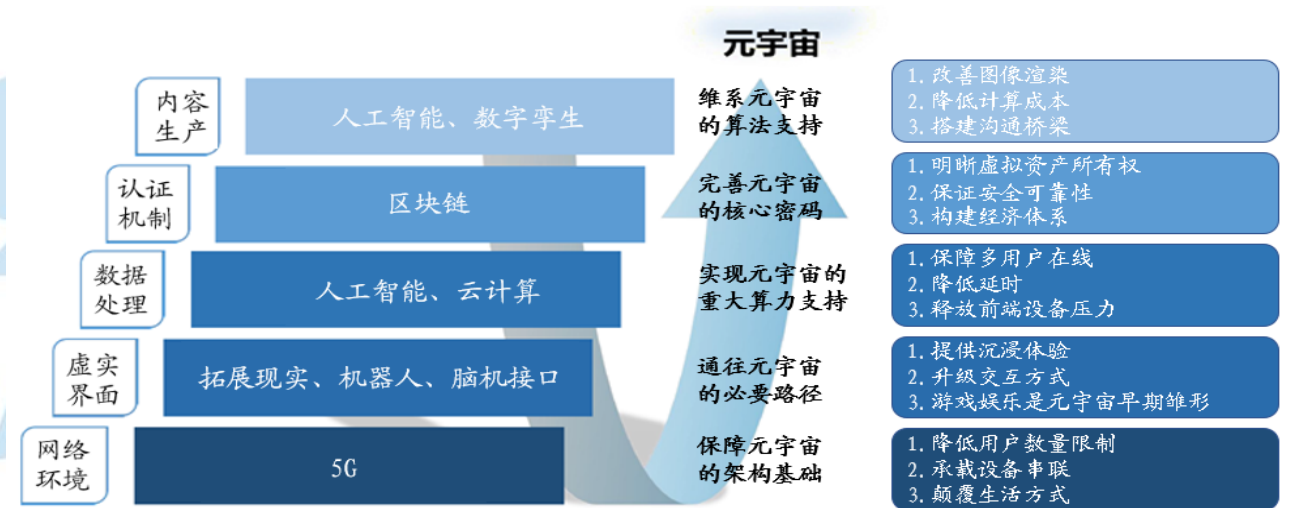 元宇宙
内容
生产
人工智能、数字孪生
维系元宇宙
的算法支持
1. 改善图像渲染
2. 降低计算成本
3. 搭建沟通桥梁
认证
机制
区块链
完善元宇宙
的核心密码
1. 明晰虚拟资产所有权
2. 保证安全可靠性
3. 构建经济体系
数据
处理
人工智能、云计算
实现元宇宙的
重大算力支持
1. 保障多用户在线
2. 降低延时
3. 释放前端设备压力
虚实
界面
拓展现实、机器人、脑机接口
通往元宇宙
的必要路径
1. 提供沉浸体验
2. 升级交互方式
3. 游戏娱乐是元宇宙早期雏形
网络
环境
5G
保障元宇宙
的架构基础
1. 降低用户数量限制
2. 承载设备串联
3. 颠覆生活方式